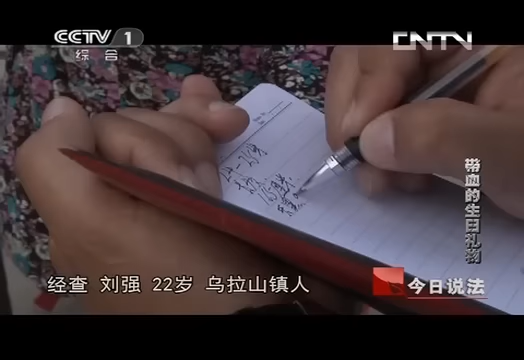 CCTV 1
综合
CNTV
带血的生日礼物
经查 刘强 22岁 乌拉山镇人
今日说法